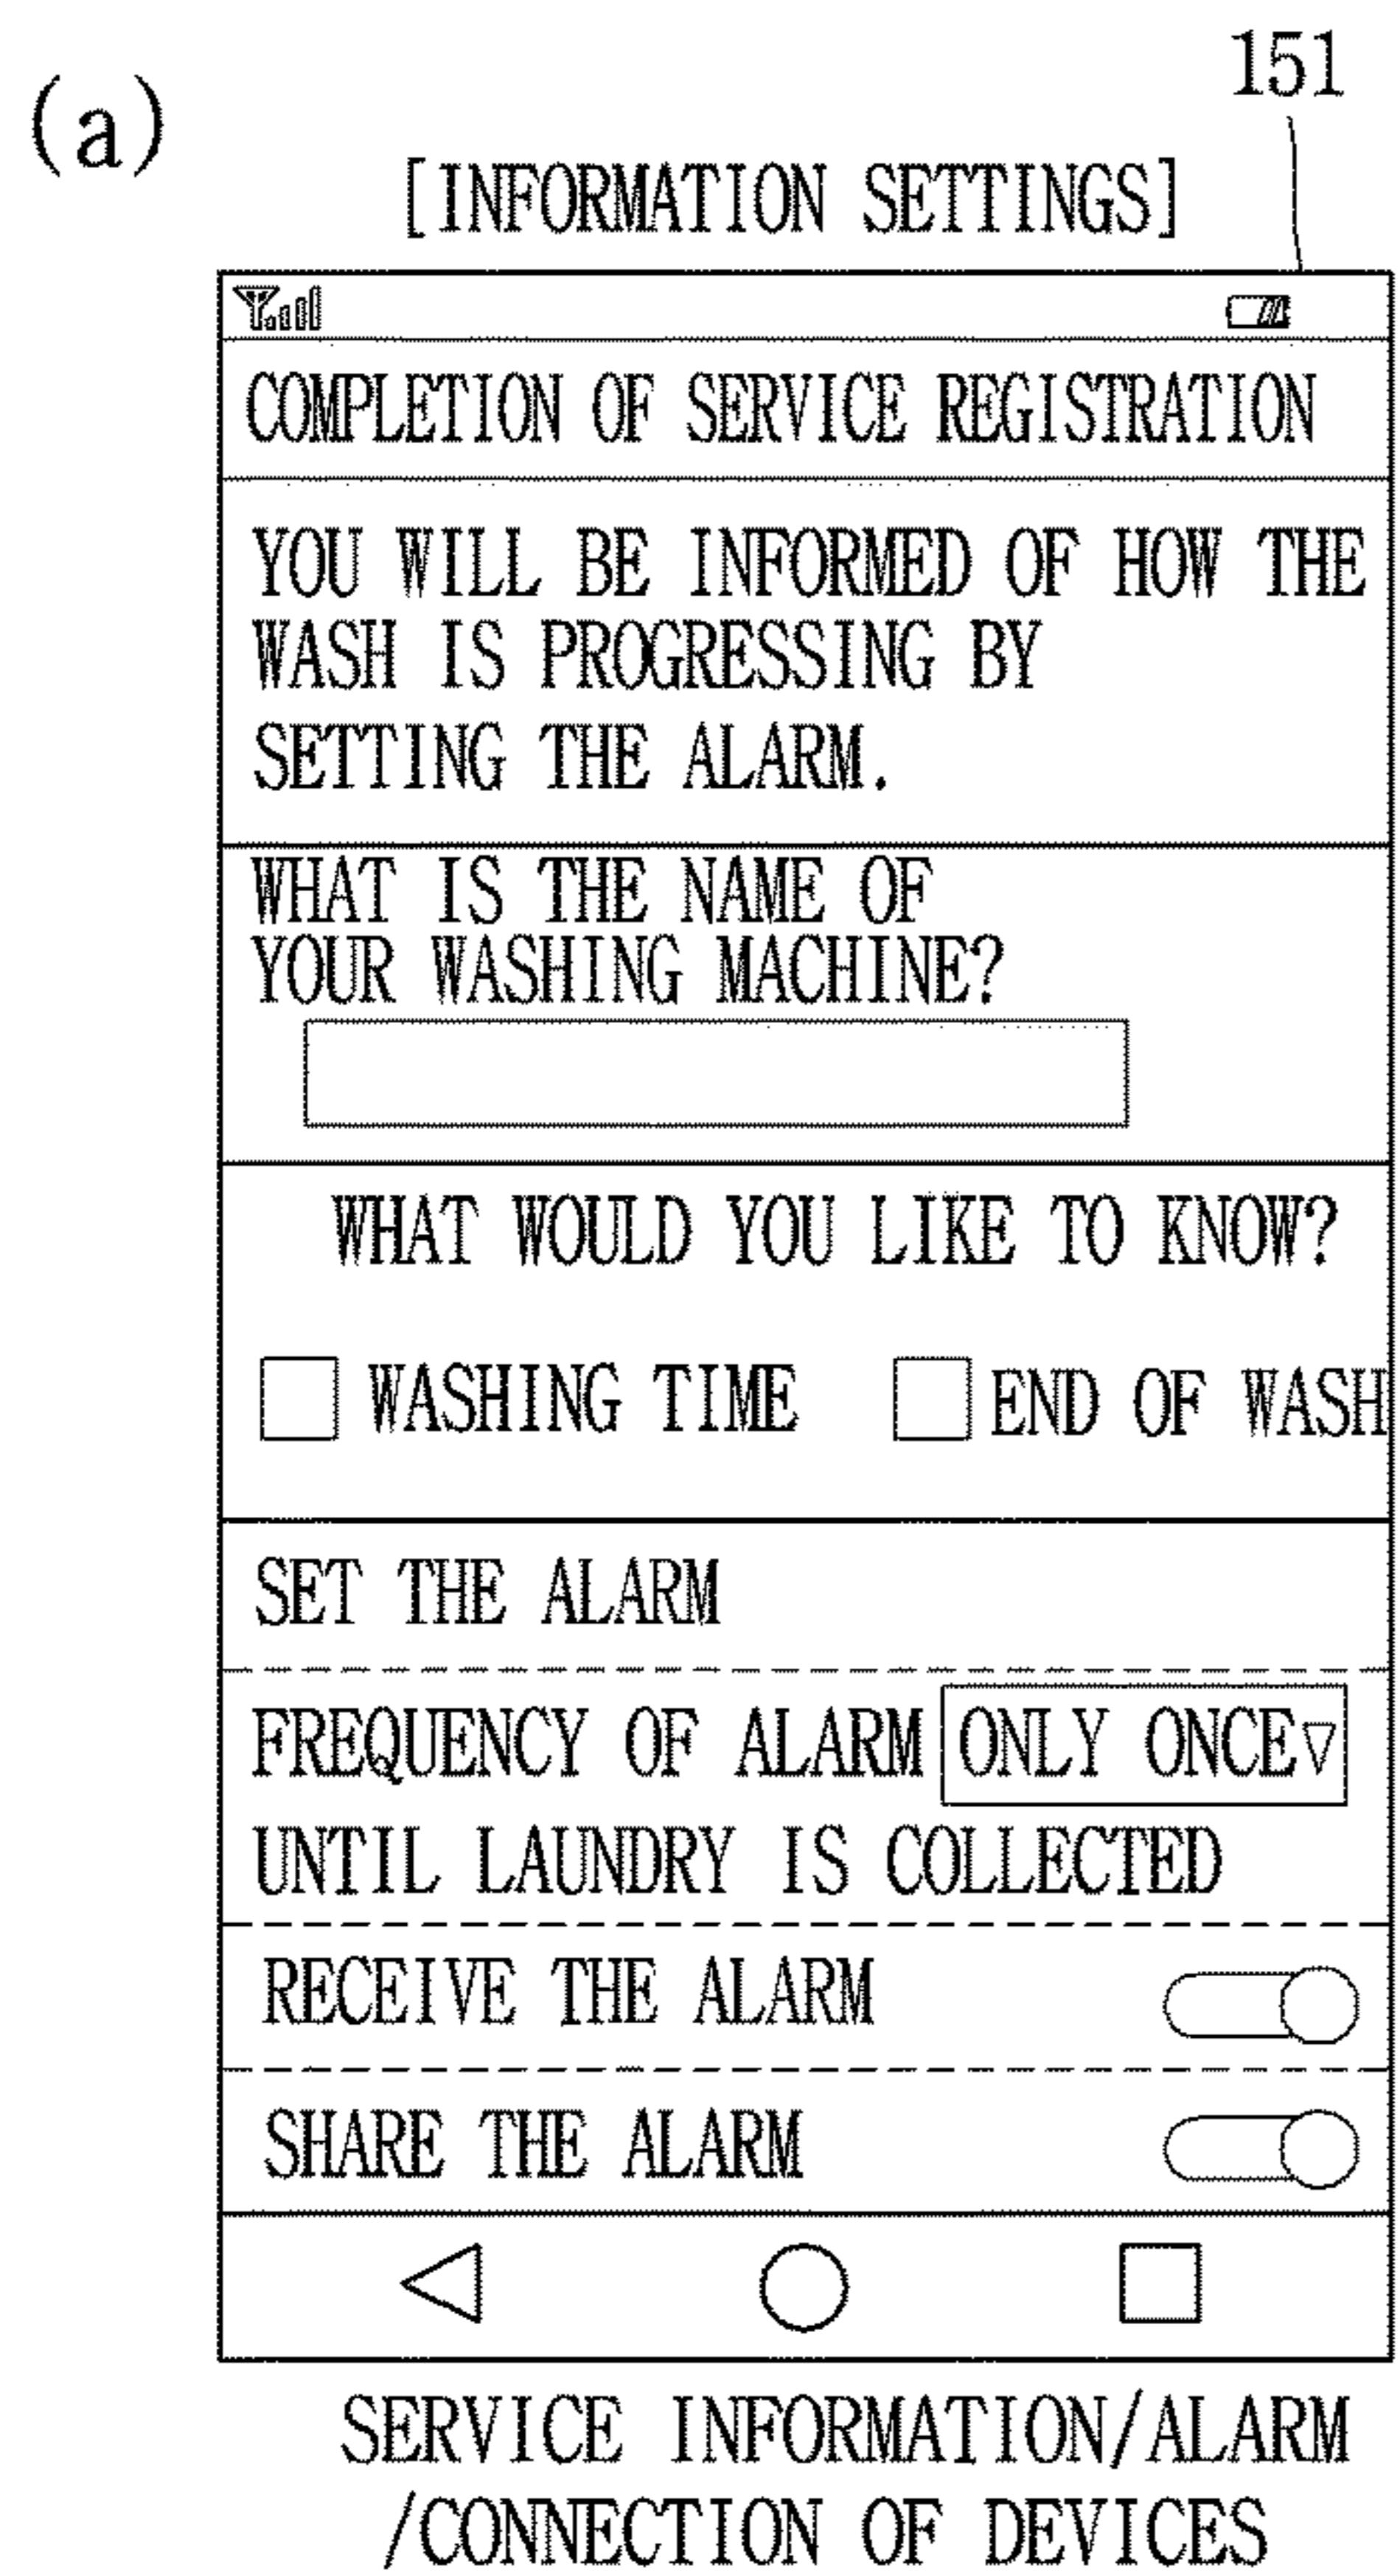 (a)
151
[INFORMATION SETTINGS]
COMPLETION OF SERVICE REGISTRATION
YOU WILL BE INFORMED OF HOW THE
WASH IS PROGRESSING BY
SETTING THE ALARM.
WHAT IS THE NAME OF
YOUR WASHING MACHINE?
WHAT WOULD YOU LIKE TO KNOW?
WASHING TIME END OF WASH
SET THE ALARM
FREQUENCY OF ALARM ONLY ONCE
UNTIL LAUNDRY IS COLLECTED
RECEIVE THE ALARM
SHARE THE ALARM
SERVICE INFORMATION/ALARM
/CONNECTION OF DEVICES